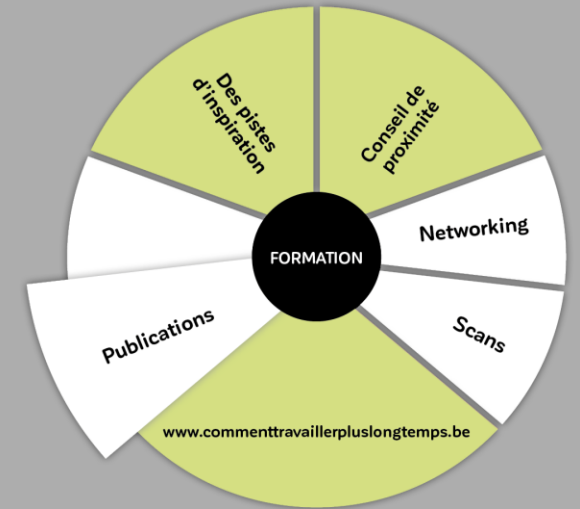 Des pistes
d'inspiration
Conseil de
proximité
Networking
FORMATION
Publications
Scans
www.commenttravaillerpluslongtemps.be